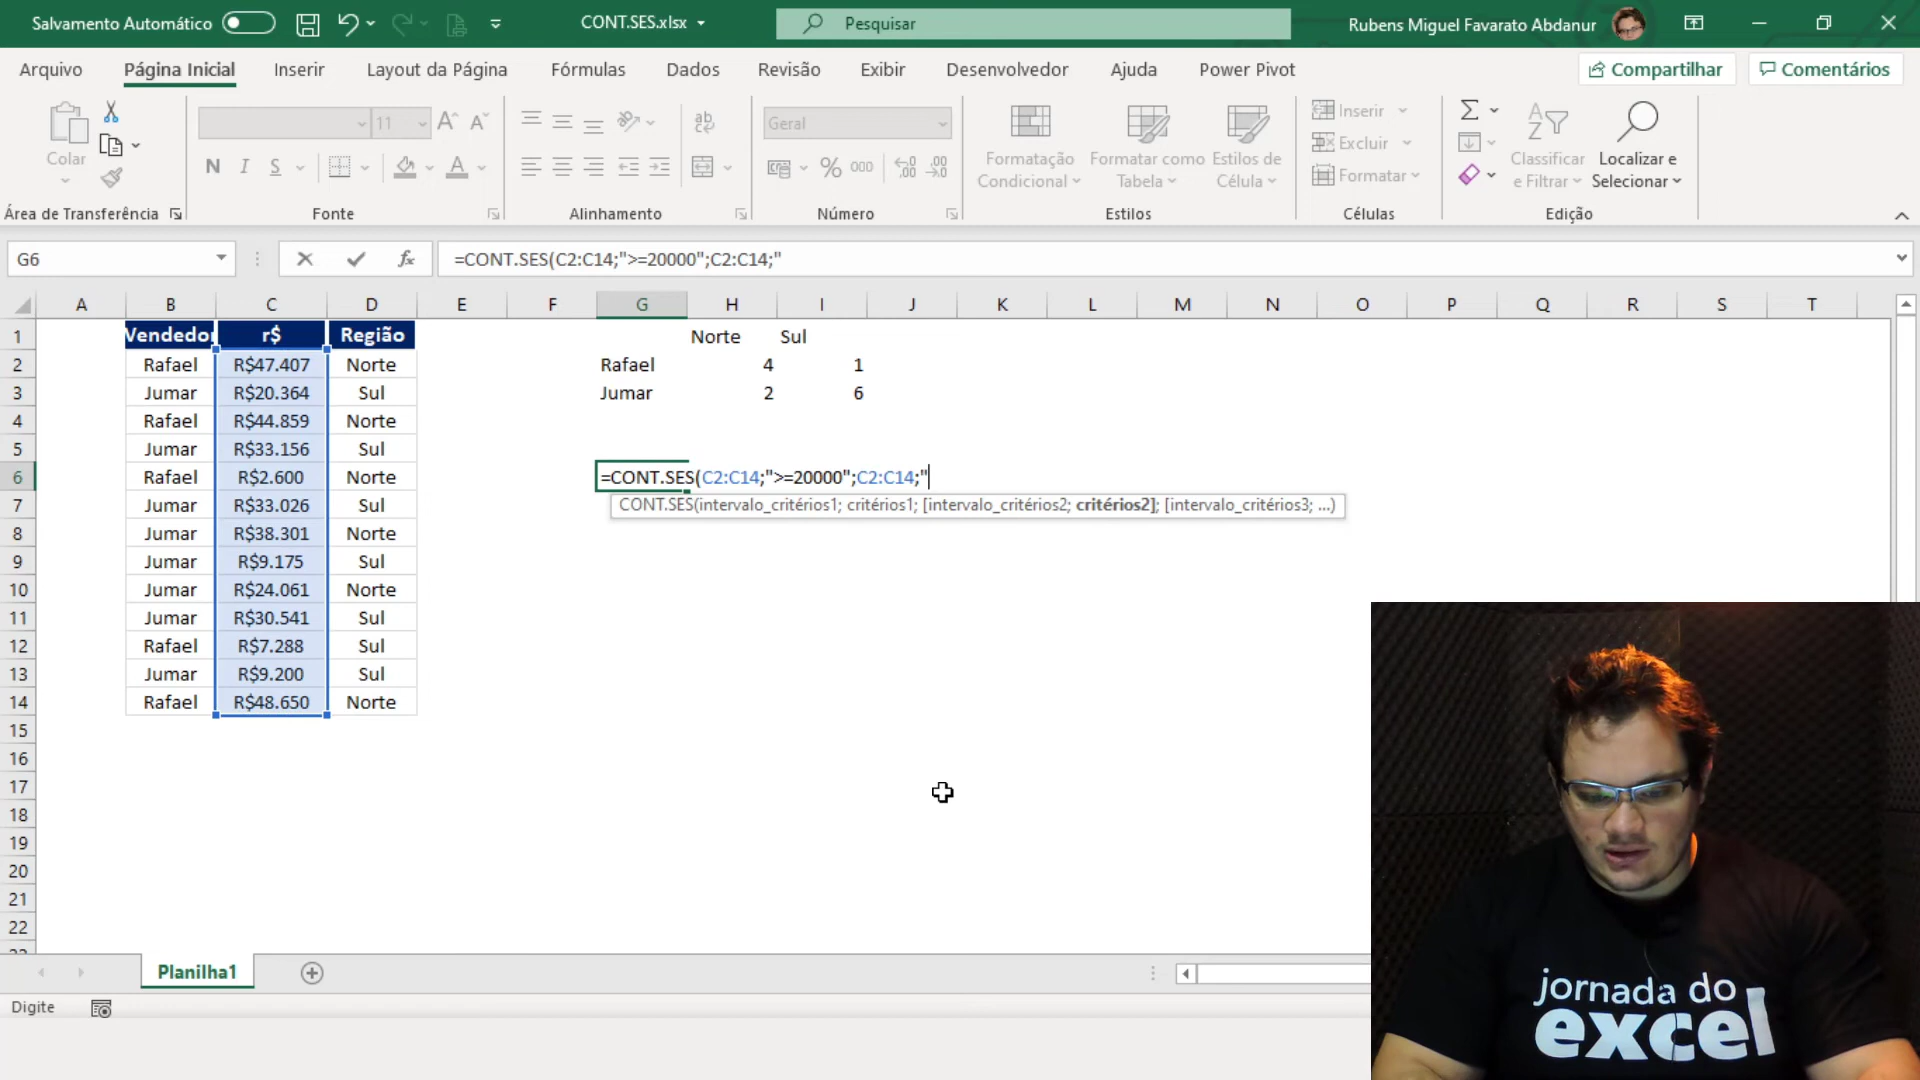 Salvamento Automático
CONT.SES.xlsx
Pesquisar
Rubens Miguel Favarato Abdanur
Arquivo
Página Inicial
Inserir
Layout da Página
Fórmulas
Dados
Revisão
Exibir
Desenvolvedor
Ajuda
Power Pivot
Compartilhar
Comentários
Colar
11
N I S
Geral
% 000
Formatação Condicional
Formatar como Tabela
Estilos de Célula
Inserir
Excluir
Formatar
Classificar e Filtrar
Localizar e Selecionar
Área de Transferência
Fonte
Alinhamento
Número
Estilos
Células
Edição
G6
fx
=CONT.SES(C2:C14;">=20000";C2:C14;"
A B C D E F G H I J K L M N O P Q R S T
1 Vendedor r$ Região Norte Sul
2 Rafael R$47.407 Norte Rafael 4 1
3 Jumar R$20.364 Sul Jumar 2 6
4 Rafael R$44.859 Norte
5 Jumar R$33.156 Sul
6 Rafael R$2.600 Norte =CONT.SES(C2:C14;">=20000";C2:C14;"
7 Jumar R$33.026 Sul CONT.SES(intervalo_critérios1; critérios1; [intervalo_critérios2; critérios2]; [intervalo_critérios3; ...)
8 Jumar R$38.301 Norte
9 Jumar R$9.175 Sul
10 Jumar R$24.061 Norte
11 Jumar R$30.541 Sul
12 Rafael R$7.288 Sul
13 Jumar R$9.200 Sul
14 Rafael R$48.650 Norte
15
16
17
18
19
20
21
22
Planilha1
Digite
jornada do
excel